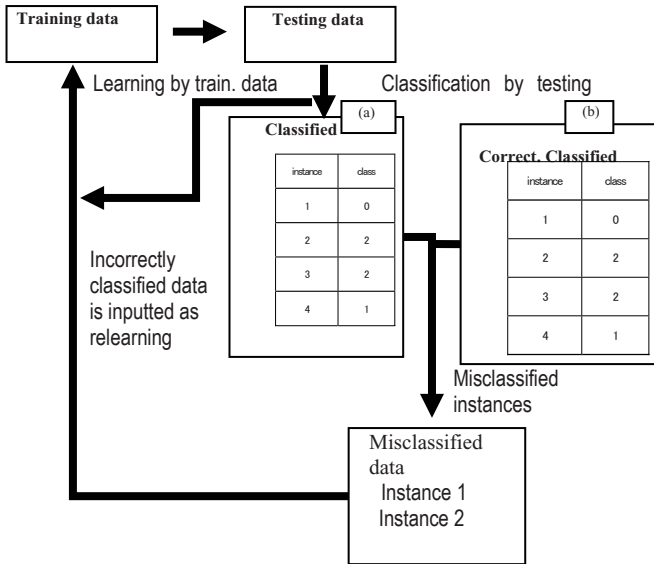 Training data
Testing data
Learning by train. data
Classification by testing
(a)
Classified
instance class
1 0
2 2
3 2
4 1
(b)
Correct. Classified
instance class
1 0
2 2
3 2
4 1
Incorrectly
classified data
is inputted as
relearning
Misclassified
instances
Misclassified
data
Instance 1
Instance 2